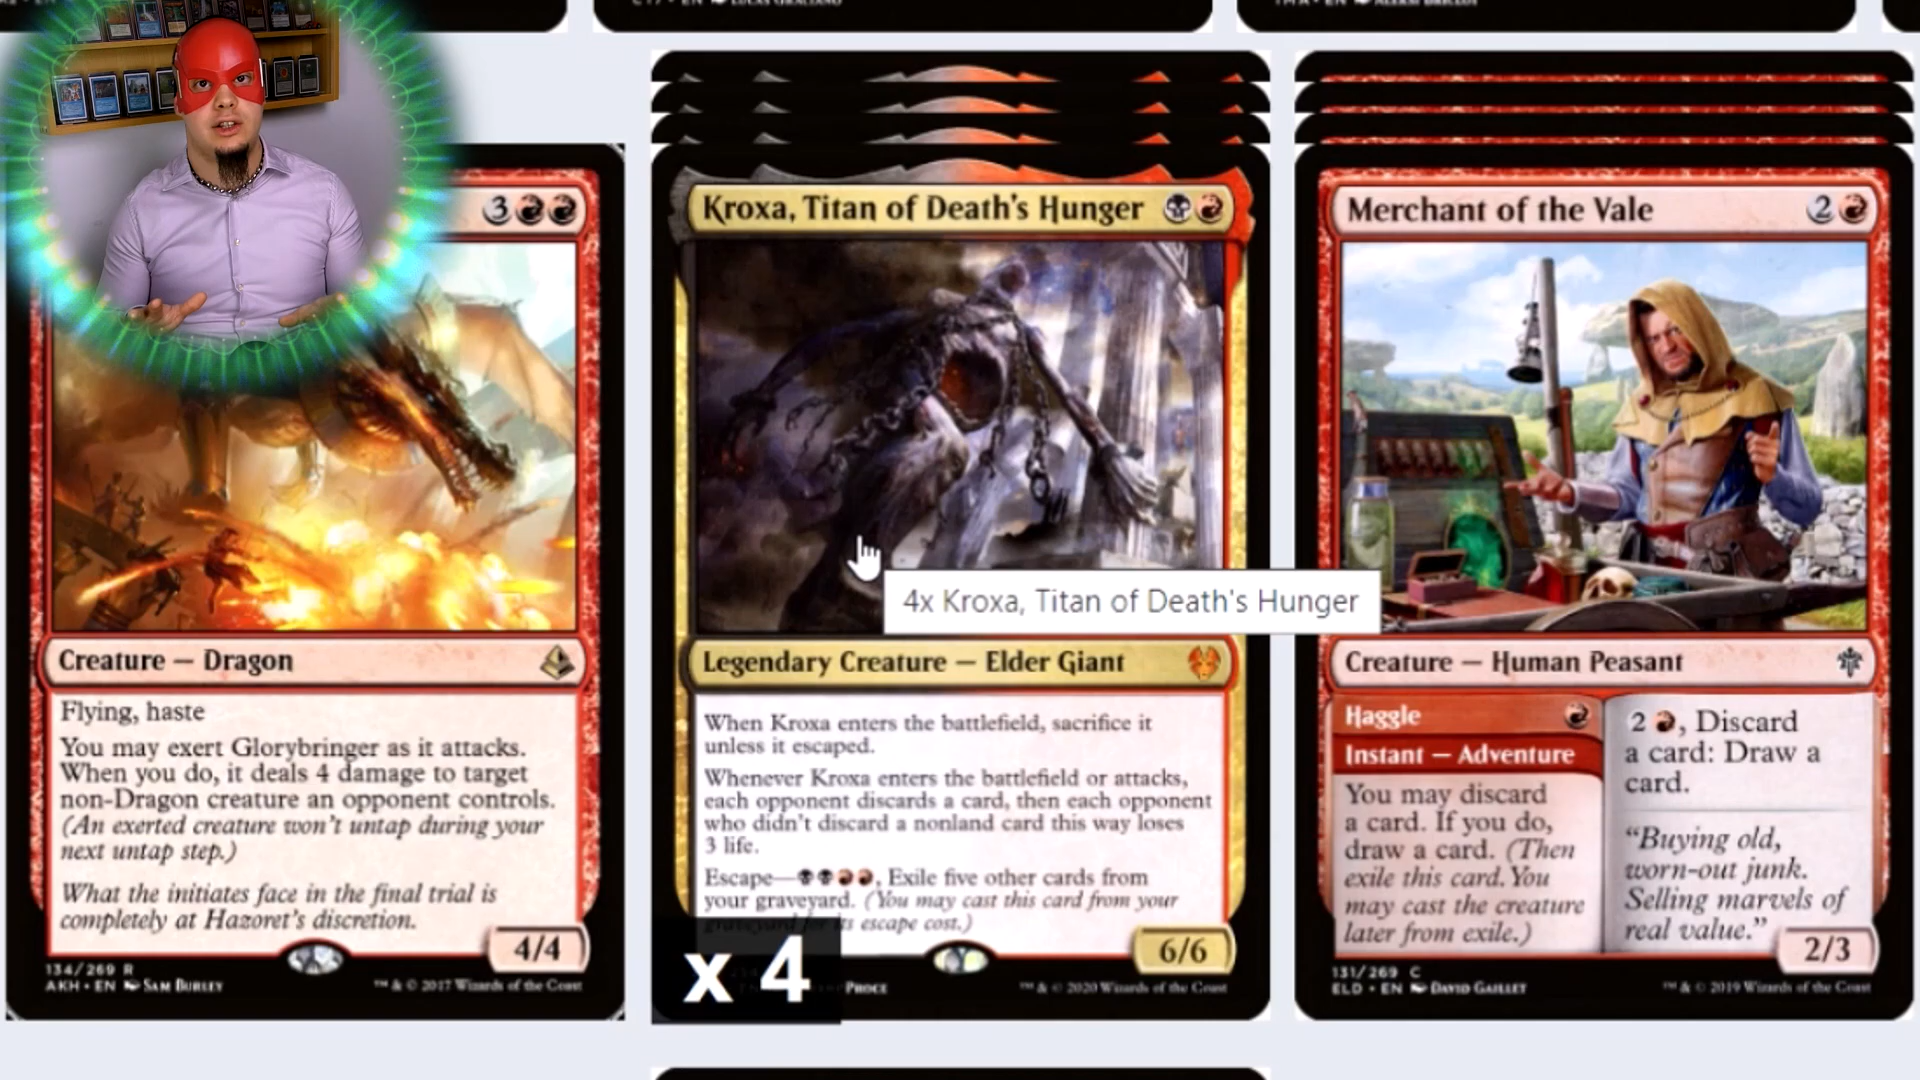 Kroxa, Titan of Death's Hunger
Merchant of the Vale
2
3
4x Kroxa, Titan of Death's Hunger
Creature — Dragon
Legendary Creature — Elder Giant
Creature — Human Peasant
Flying, haste
You may exert Glorybringer as it attacks.
When you do, it deals 4 damage to target
non-Dragon creature an opponent controls.
(An exerted creature won't untap during your
next untap step.)
What the initiates face in the final trial is
completely at Hazoret's discretion.
4/4
134/269 R
AKH • EN SAM BURLEY
™ & © 2017 Wizards of the Coast
When Kroxa enters the battlefield, sacrifice it
unless it escaped.
Whenever Kroxa enters the battlefield or attacks,
each opponent discards a card, then each opponent
who didn't discard a nonland card this way loses
3 life.
Escape—, Exile five other cards from
your graveyard. (You may cast this card from your
graveyard for its escape cost.)
6/6
x 4
™ & © 2020 Wizards of the Coast
Haggle
Instant — Adventure
You may discard
a card. If you do,
draw a card. (Then
exile this card. You
may cast the creature
later from exile.)
2 , Discard
a card: Draw a
card.
“Buying old,
worn-out junk.
Selling marvels of
real value.”
2/3
131/269 C
ELD • EN DAVID GAILLET
™ & © 2019 Wizards of the Coast